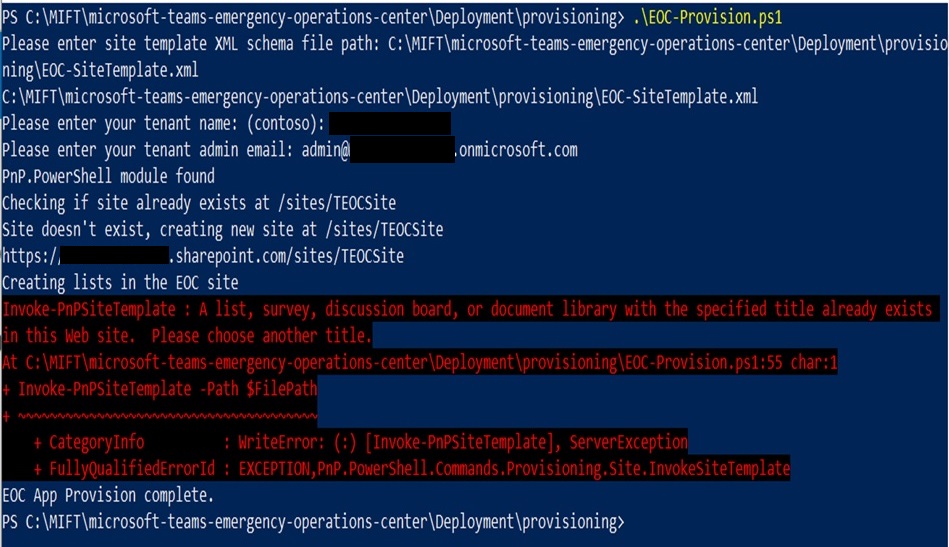 PS C:\MIFT\microsoft-teams-emergency-operations-center\Deployment\provisioning> .\EOC-Provision.ps1
Please enter site template XML schema file path: C:\MIFT\microsoft-teams-emergency-operations-center\Deployment\provisio
ning\EOC-SiteTemplate.xml
C:\MIFT\microsoft-teams-emergency-operations-center\Deployment\provisioning\EOC-SiteTemplate.xml
Please enter your tenant name: (contoso):
Please enter your tenant admin email: admin@ .onmicrosoft.com
PnP.PowerShell module found
Checking if site already exists at /sites/TEOCSite
Site doesn't exist, creating new site at /sites/TEOCSite
https:/ .sharepoint.com/sites/TEOCSite
Creating lists in the EOC site
Invoke-PnPSiteTemplate : A list, survey, discussion board, or document library with the specified title already exists
in this Web site.  Please choose another title.
At C:\MIFT\microsoft-teams-emergency-operations-center\Deployment\provisioning\EOC-Provision.ps1:55 char:1
+ Invoke-PnPSiteTemplate -Path $FilePath
+ ~~~~~~~~~~~~~~~~~~~~~~~~~~~~~~~~~~~~~~
    + CategoryInfo          : WriteError: (:) [Invoke-PnPSiteTemplate], ServerException
    + FullyQualifiedErrorId : EXCEPTION,PnP.PowerShell.Commands.Provisioning.Site.InvokeSiteTemplate
EOC App Provision complete.
PS C:\MIFT\microsoft-teams-emergency-operations-center\Deployment\provisioning>